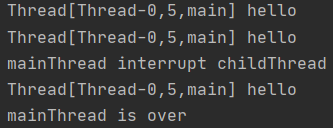 Thread[Thread-0,5,main] hello
Thread[Thread-0,5,main] hello
mainThread interrupt childThread
Thread[Thread-0,5,main] hello
mainThread is over